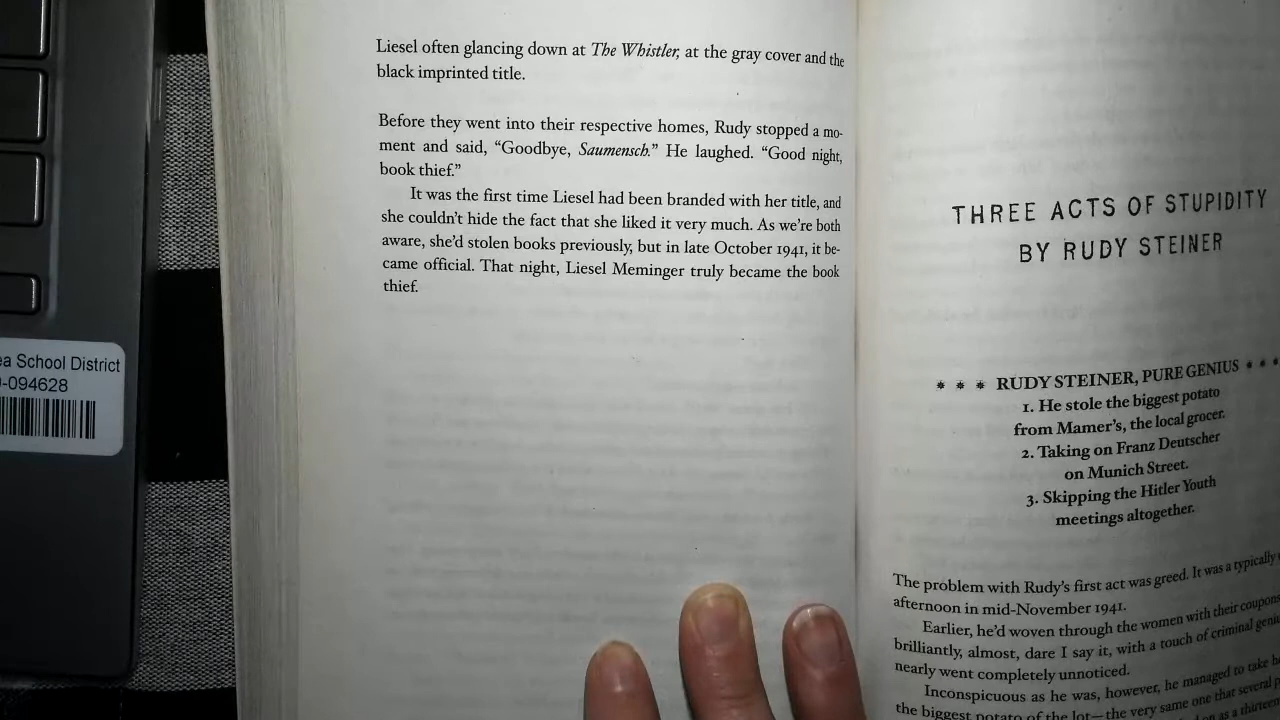 Liesel often glancing down at The Whistler, at the gray cover and the
black imprinted title.
Before they went into their respective homes, Rudy stopped a mo-
ment and said, “Goodbye, Saumensch.” He laughed. “Good night,
book thief.”
It was the first time Liesel had been branded with her title, and
she couldn’t hide the fact that she liked it very much. As we’re both
aware, she’d stolen books previously, but in late October 1941, it be-
came official. That night, Liesel Meminger truly became the book
thief.
THREE ACTS OF STUPIDITY
BY RUDY STEINER
* * * RUDY STEINER, PURE GENIUS * * *
1. He stole the biggest potato
from Mamer’s, the local grocer.
2. Taking on Franz Deutscher
on Munich Street.
3. Skipping the Hitler Youth
meetings altogether.
The problem with Rudy’s first act was greed. It was a typically
afternoon in mid-November 1941.
Earlier, he’d woven through the women with their coupons
brilliantly, almost, dare I say it, with a touch of criminal
nearly went completely unnoticed.
Inconspicuous as he was, however, he managed to take
the biggest potato of the lot—the very same one that several
as a
School District
-094628